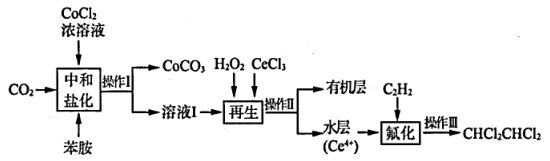 CoCl₂
浓溶液
CO₂
中和
盐化
苯胺
操作Ⅰ
CoCO₃
溶液Ⅰ
H₂O₂
CeCl₃
再生
操作Ⅱ
有机层
水层
(Ce⁴⁺)
C₂H₂
氟化
操作Ⅲ
CHCl₂CHCl₂